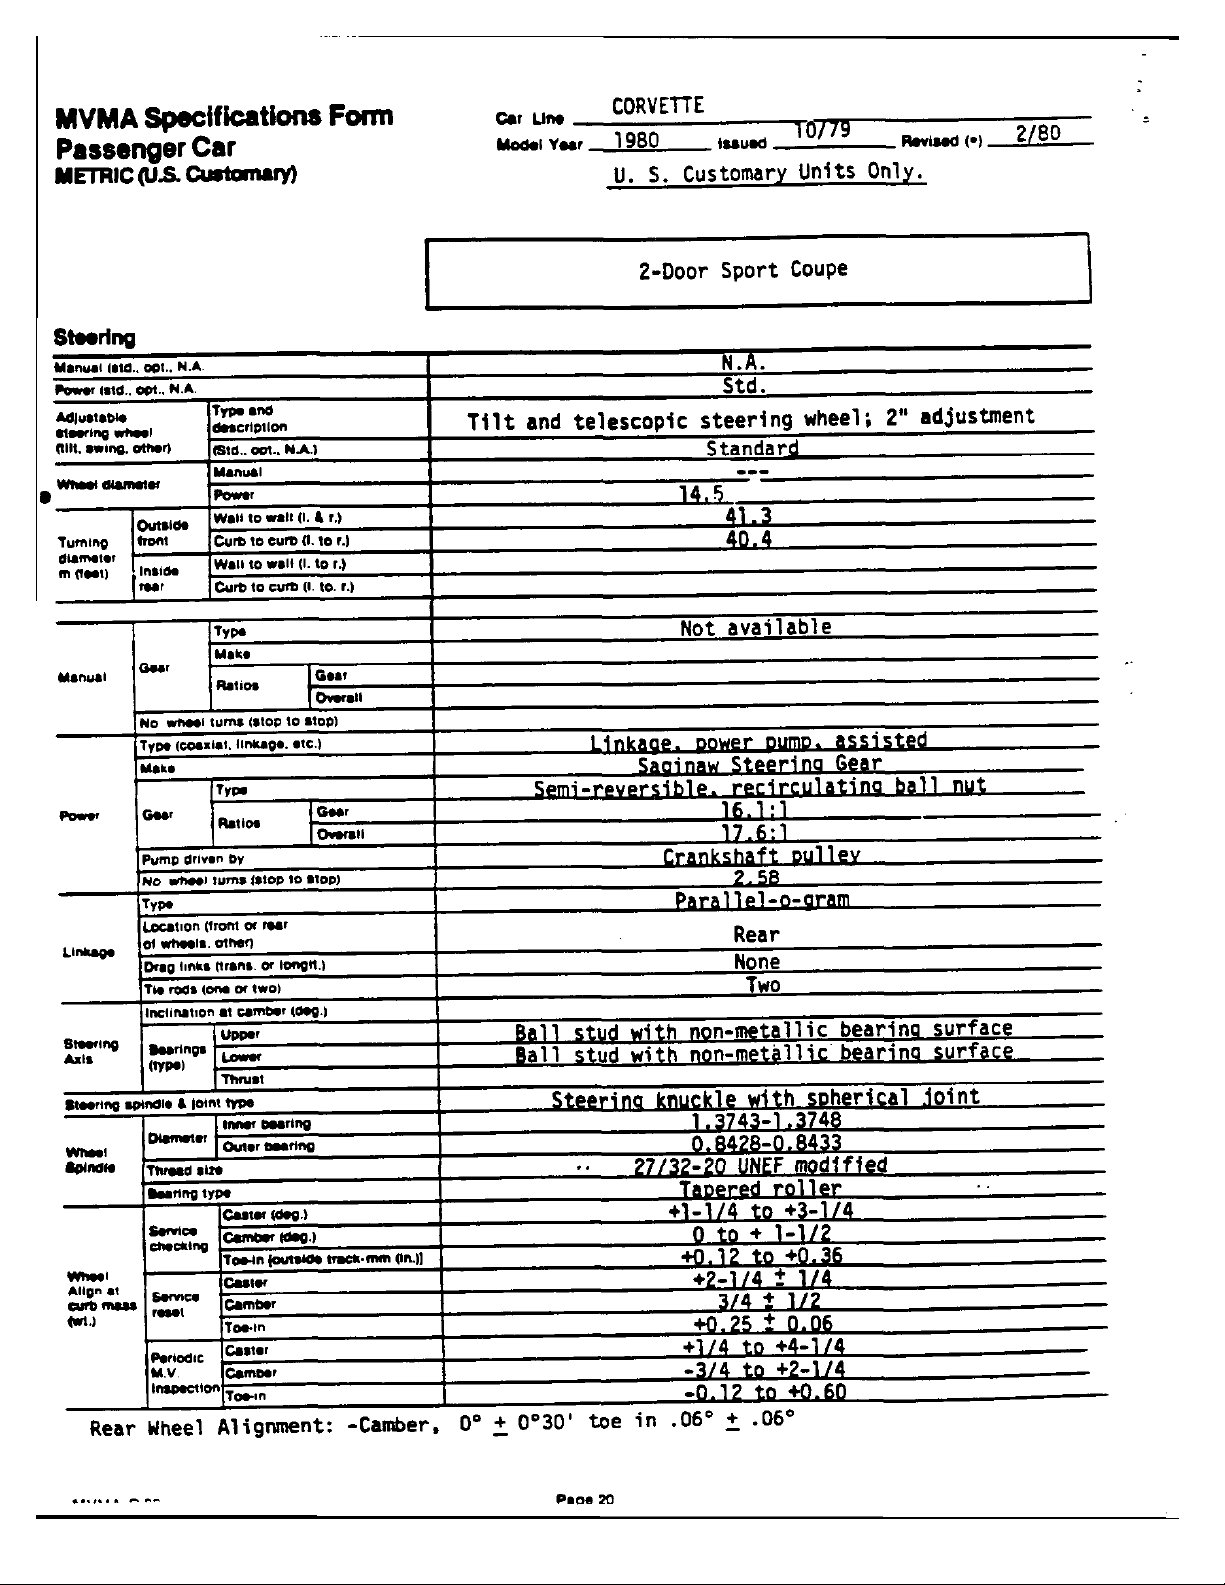 MVMA Specifications Form
Passenger Car
METRIC (U.S. Customary)
Car Line CORVETTE
Model Year 1980 Issued 10/79 Revised (•) 2/80
U. S. Customary Units Only.
2-Door Sport Coupe
Steering
Manual (std., opt., N.A. N.A.
Power (std., opt., N.A. Std.
Adjustable steering wheel (tilt, swing, other) Type and description Tilt and telescopic steering wheel; 2" adjustment
(Std., opt., N.A.) Standard
Wheel diameter Manual ---
Power 14.5
Turning diameter m (feet) Outside front Wall to wall (l. & r.) 41.3
Curb to curb (l. to r.) 40.4
Inside rear Wall to wall (l. to r.)
Curb to curb (l. to. r.)
Manual Gear Type Not available
Make
Ratios Gear
Overall
No wheel turns (stop to stop)
Power Type (coaxial, linkage, etc.) Linkage, power pump, assisted
Make Saginaw Steering Gear
Gear Type Semi-reversible, recirculating ball nut
Ratios Gear 16.1:1
Overall 17.6:1
Pump driven by Crankshaft pulley
No wheel turns (stop to stop) 2.58
Linkage Type Parallel-o-gram
Location (front or rear of wheels, other) Rear
Drag links (trans. or longit.) None
Tie rods (one or two) Two
Steering Axis Inclination at camber (deg.)
Bearings (type) Upper Ball stud with non-metallic bearing surface
Lower Ball stud with non-metallic bearing surface
Thrust
Steering spindle & joint type Steering knuckle with spherical joint
Wheel Spindle Diameter Inner bearing 1.3743-1.3748
Outer bearing 0.8428-0.8433
Thread size 27/32-20 UNEF modified
Bearing type Tapered roller
Wheel Align at curb mass (wt.) Service checking Caster (deg.) +1-1/4 to +3-1/4
Camber (deg.) 0 to + 1-1/2
Toe-in [outside track-mm (in.)] +0.12 to +0.36
Service reset Caster +2-1/4 ± 1/4
Camber 3/4 ± 1/2
Toe-in +0.25 ± 0.06
Periodic M.V. Inspection Caster +1/4 to +4-1/4
Camber -3/4 to +2-1/4
Toe-in -0.12 to +0.60
Rear Wheel Alignment: -Camber, 0° ± 0°30' toe in .06° ± .06°
Page 20